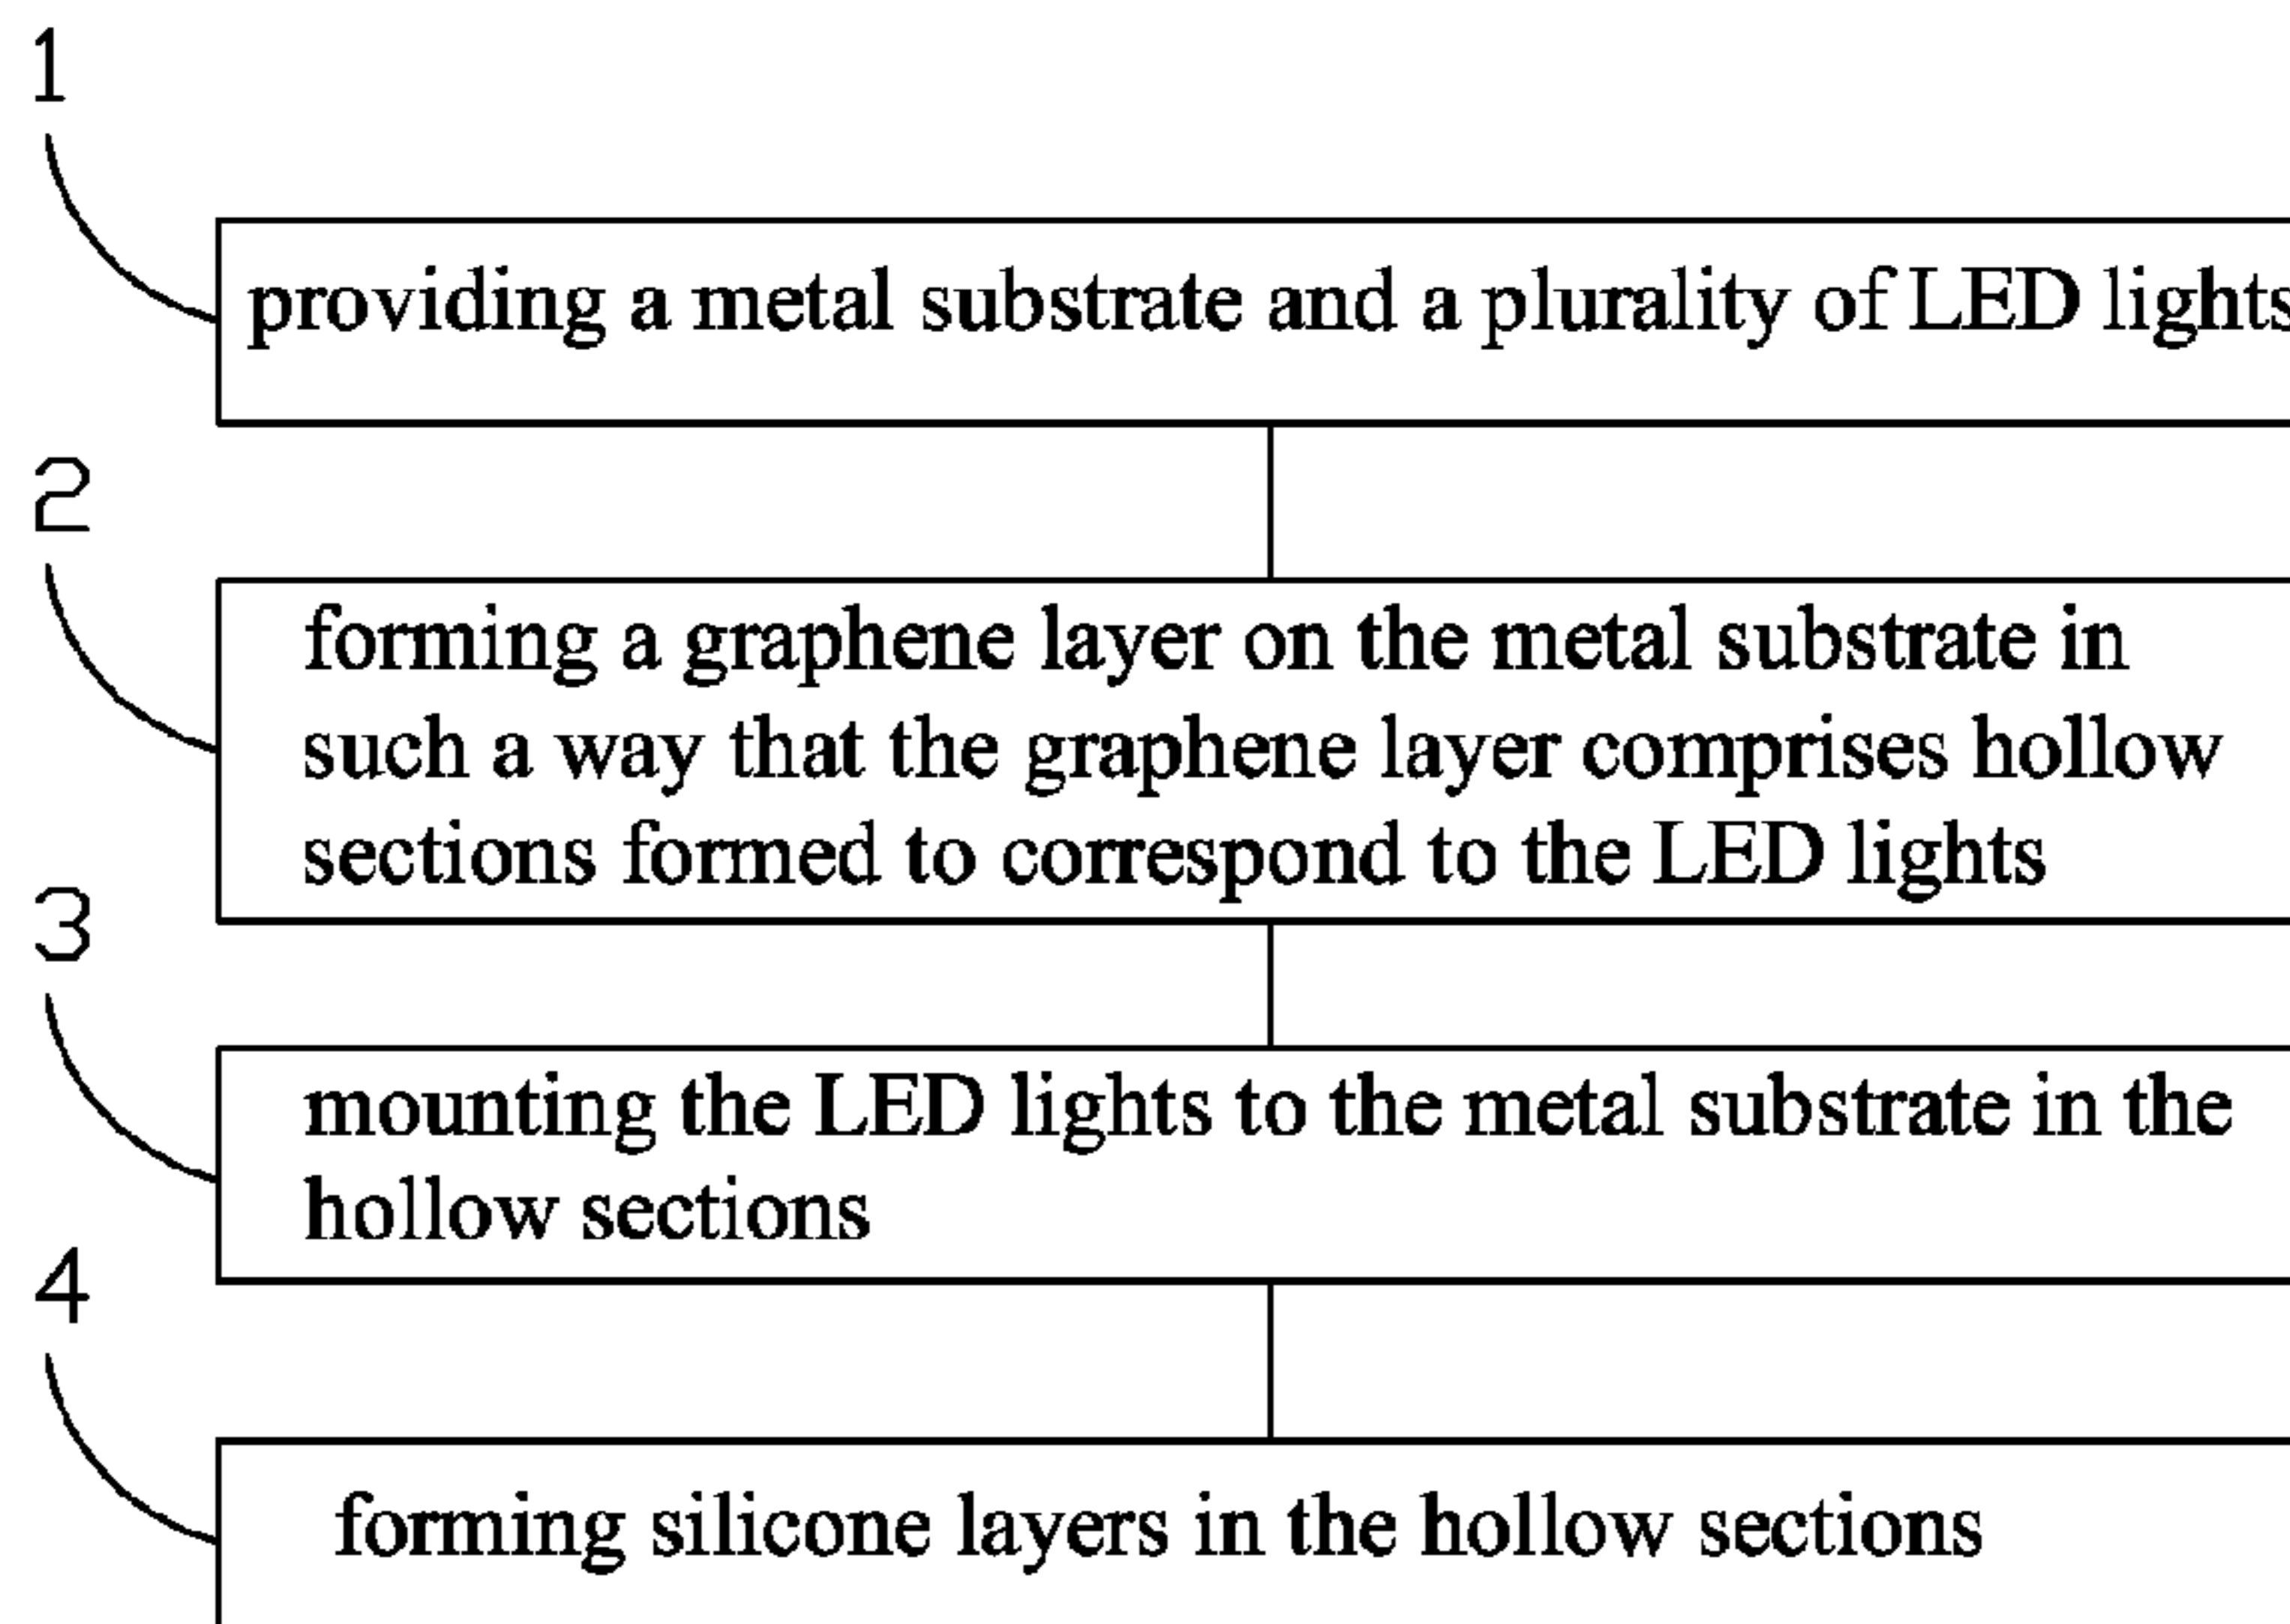 1
providing a metal substrate and a plurality of LED lights
2
forming a graphene layer on the metal substrate in
such a way that the graphene layer comprises hollow
sections formed to correspond to the LED lights
3
mounting the LED lights to the metal substrate in the
hollow sections
4
forming silicone layers in the hollow sections